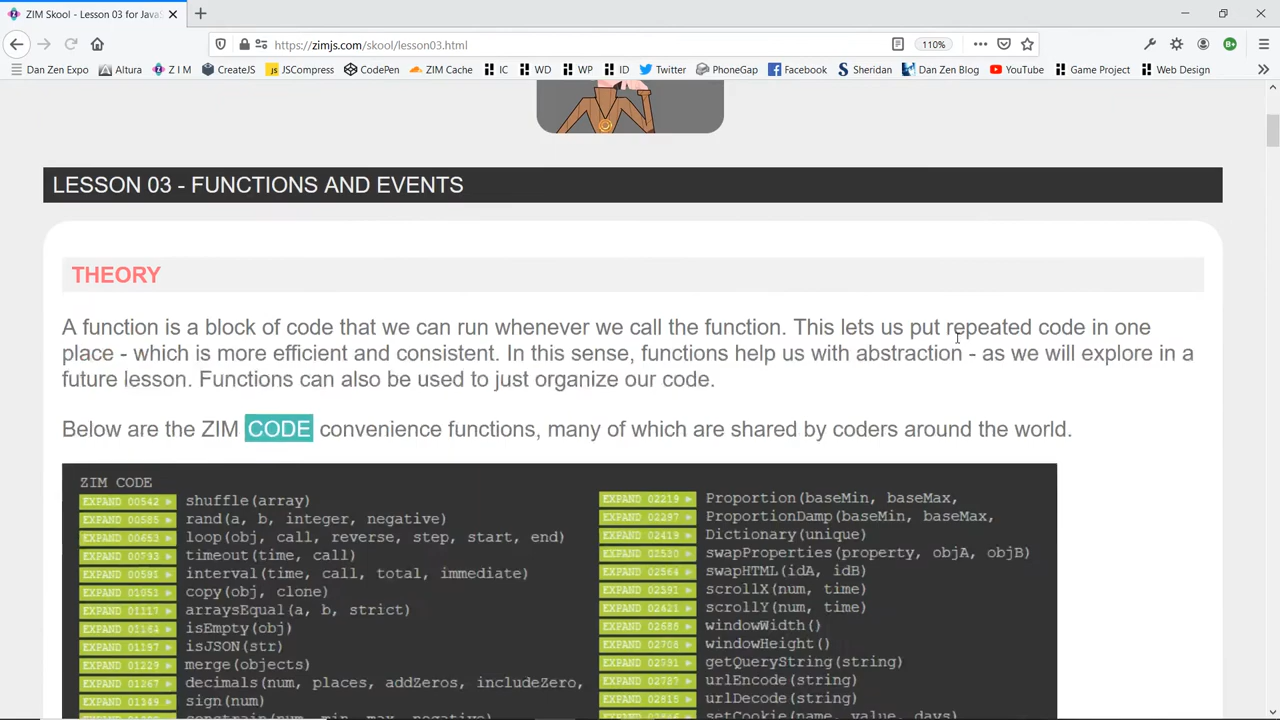 ZIM Skool - Lesson 03 for Java
https://zimjs.com/skool/lesson03.html
110%
Dan Zen Expo Altura Z I M CreateJS JSCompress CodePen ZIM Cache IC WD WP ID Twitter PhoneGap Facebook Sheridan Dan Zen Blog YouTube Game Project Web Design
LESSON 03 - FUNCTIONS AND EVENTS
THEORY
A function is a block of code that we can run whenever we call the function. This lets us put repeated code in one
place - which is more efficient and consistent. In this sense, functions help us with abstraction - as we will explore in a
future lesson. Functions can also be used to just organize our code.
Below are the ZIM CODE convenience functions, many of which are shared by coders around the world.
ZIM CODE
EXPAND 00542 shuffle(array)
EXPAND 00585 rand(a, b, integer, negative)
EXPAND 00653 loop(obj, call, reverse, step, start, end)
EXPAND 00793 timeout(time, call)
EXPAND interval(time, call, total, immediate)
EXPAND 01053 copy(obj, clone)
EXPAND 01117 arraysEqual(a, b, strict)
EXPAND 01164 isEmpty(obj)
EXPAND 01197 isJSON(str)
EXPAND 01229 merge(objects)
EXPAND 01267 decimals(num, places, addZeros, includeZero,
EXPAND 01349 sign(num)
constrain(num, min, max, negative)
EXPAND 02219 Proportion(baseMin, baseMax,
EXPAND 02297 ProportionDamp(baseMin, baseMax,
EXPAND 02419 Dictionary(unique)
EXPAND 02530 swapProperties(property, objA, objB)
EXPAND 02564 swapHTML(idA, idB)
EXPAND 02591 scrollX(num, time)
EXPAND 02621 scrollY(num, time)
EXPAND 02686 windowWidth()
EXPAND 02708 windowHeight()
EXPAND 02731 getQueryString(string)
EXPAND 02787 urlEncode(string)
EXPAND 02815 urlDecode(string)
setCookie(name, value, days)